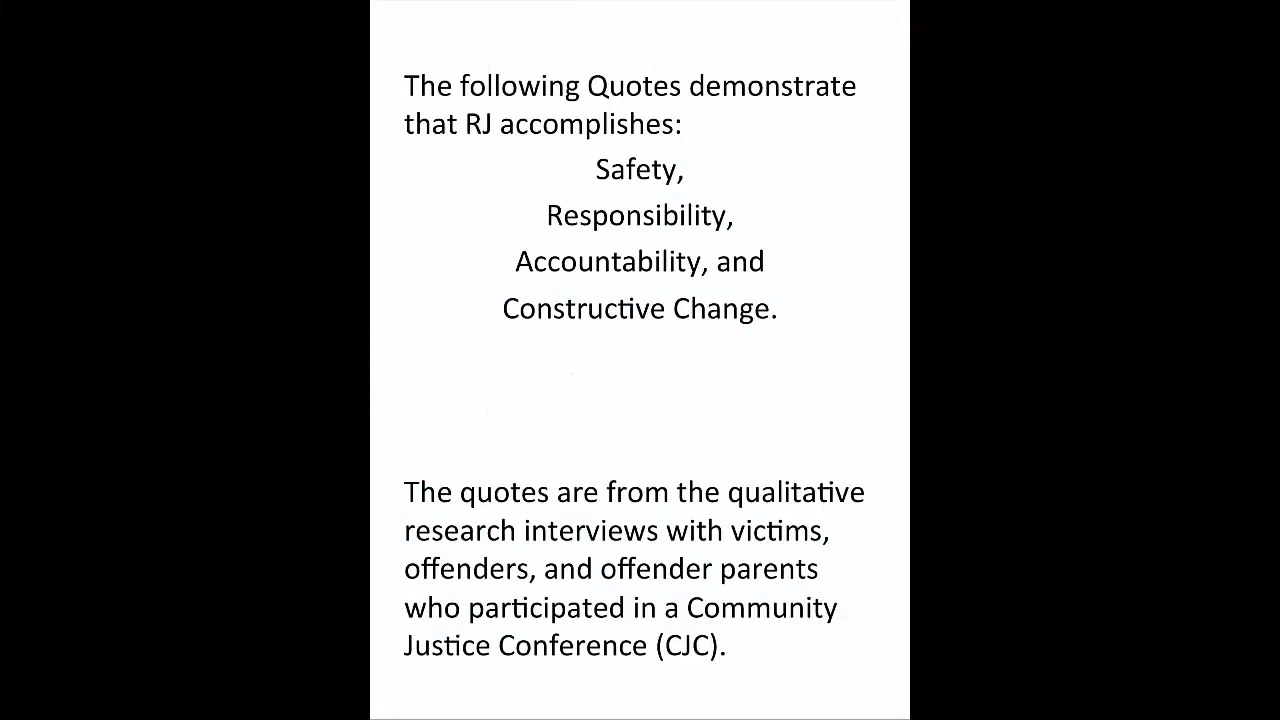 The following Quotes demonstrate
that RJ accomplishes:
Safety,
Responsibility,
Accountability, and
Constructive Change.
The quotes are from the qualitative
research interviews with victims,
offenders, and offender parents
who participated in a Community
Justice Conference (CJC).